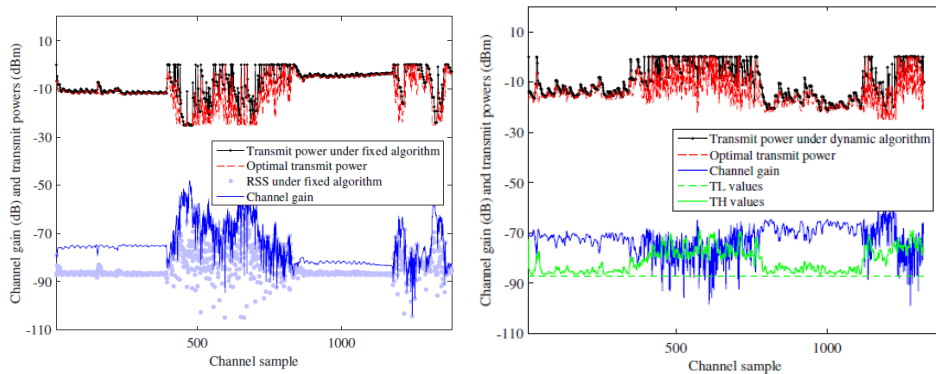 10
-10
-30
-50
-70
-90
-110
Channel gain (dB) and transmit powers (dBm)
Transmit power under fixed algorithm
Optimal transmit power
RSS under fixed algorithm
Channel gain
500
1000
Channel sample
10
-10
-30
-50
-70
-90
-110
Channel gain (dB) and transmit powers (dBm)
Transmit power under dynamic algorithm
Optimal transmit power
Channel gain
TL values
TH values
500
1000
Channel sample